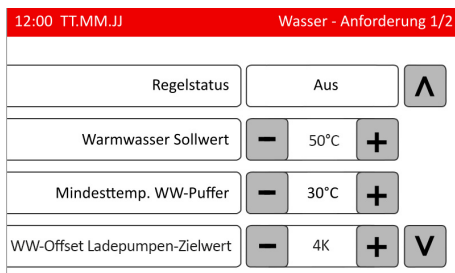 12:00 TT.MM.JJ Wasser - Anforderung 1/2
Regelstatus Aus Λ
Warmwasser Sollwert − 50°C +
Mindesttemp. WW-Puffer − 30°C +
WW-Offset Ladepumpen-Zielwert − 4K + V